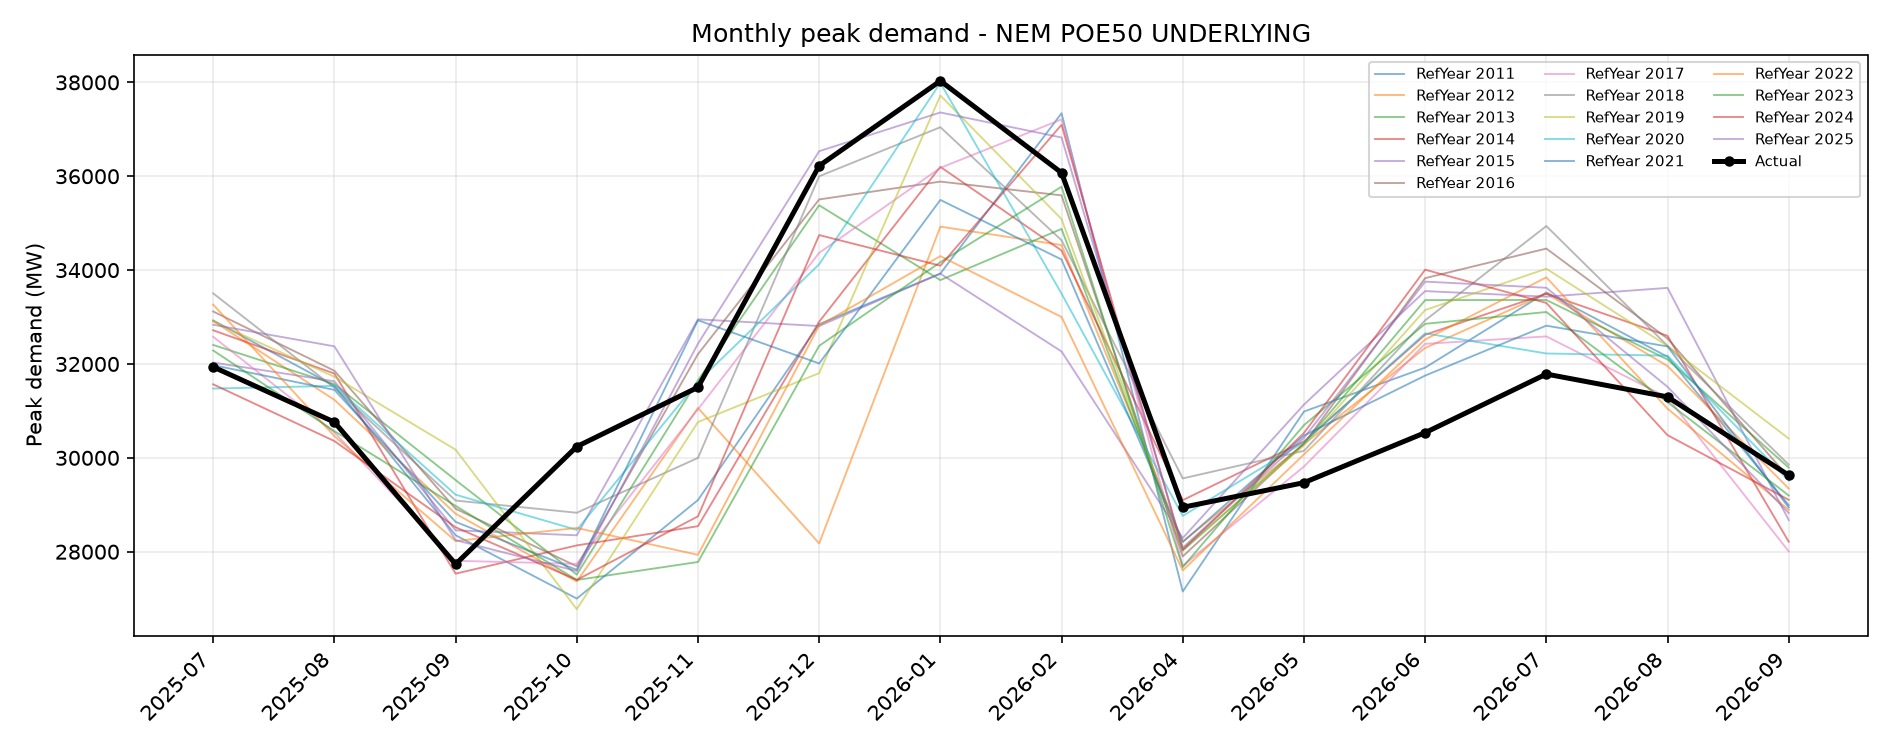 Monthly peak demand - NEM POE50 UNDERLYING
Peak demand (MW)
38000
36000
34000
32000
30000
28000
RefYear 2011
RefYear 2012
RefYear 2013
RefYear 2014
RefYear 2015
RefYear 2016
RefYear 2017
RefYear 2018
RefYear 2019
RefYear 2020
RefYear 2021
RefYear 2022
RefYear 2023
RefYear 2024
RefYear 2025
Actual
2025-07
2025-08
2025-09
2025-10
2025-11
2025-12
2026-01
2026-02
2026-04
2026-05
2026-06
2026-07
2026-08
2026-09